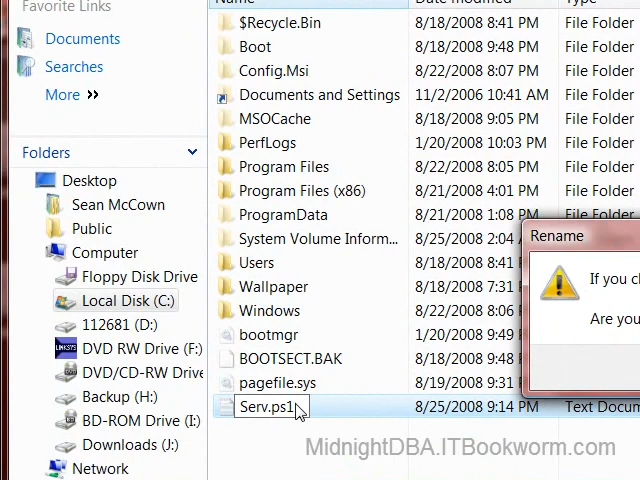 Name Date modified Type
Favorite Links
Documents
Searches
More
Folders
Desktop
Sean McCown
Public
Computer
Floppy Disk Drive
Local Disk (C:)
112681 (D:)
DVD RW Drive (F:)
DVD/CD-RW Drive
Backup (H:)
BD-ROM Drive (I:)
Downloads (J:)
Network
$Recycle.Bin 8/18/2008 8:41 PM File Folder
Boot 8/18/2008 9:48 PM File Folder
Config.Msi 8/22/2008 8:07 PM File Folder
Documents and Settings 11/2/2006 10:41 AM File Folder
MSOCache 8/18/2008 9:05 PM File Folder
PerfLogs 1/20/2008 10:03 PM File Folder
Program Files 8/22/2008 8:05 PM File Folder
Program Files (x86) 8/21/2008 4:01 PM File Folder
ProgramData 8/21/2008 1:08 PM File Folder
System Volume Inform... 8/25/2008 2:04
Users 8/18/2008 8:41
Wallpaper 8/18/2008 7:31
Windows 8/22/2008 8:06
bootmgr 1/20/2008 9:49
BOOTSECT.BAK 8/18/2008 9:48
pagefile.sys 8/19/2008 9:31
Serv.ps1 8/25/2008 9:14 PM Text Docum
Rename
If you c
Are you
MidnightDBA.ITBookworm.com